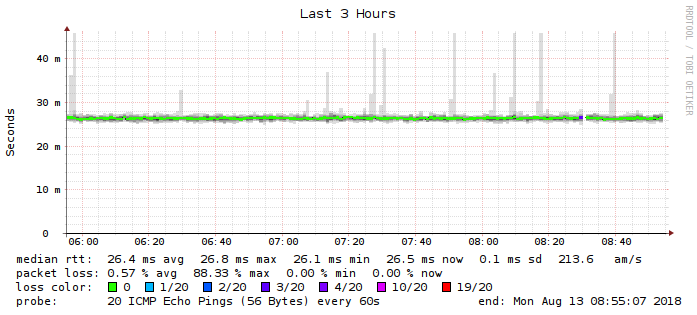 Last 3 Hours
RRDTOOL / TOBI OETIKER
Seconds
40 m
30 m
20 m
10 m
0
06:00 06:20 06:40 07:00 07:20 07:40 08:00 08:20 08:40
median rtt: 26.4 ms avg 26.8 ms max 26.1 ms min 26.5 ms now 0.1 ms sd 213.6 am/s
packet loss: 0.57 % avg 88.33 % max 0.00 % min 0.00 % now
loss color: 0 1/20 2/20 3/20 4/20 10/20 19/20
probe: 20 ICMP Echo Pings (56 Bytes) every 60s end: Mon Aug 13 08:55:07 2018